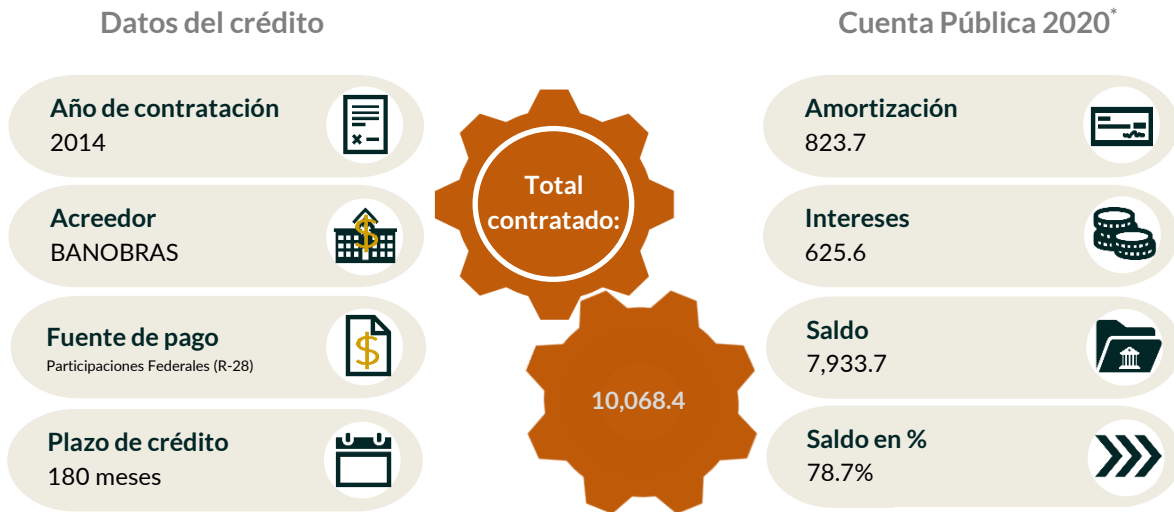 Datos del crédito
Año de contratación
2014
Acreedor
BANOBRAS
Fuente de pago
Participaciones Federales (R-28)
Plazo de crédito
180 meses
Total
contratado:
10,068.4
Cuenta Pública 2020*
Amortización
823.7
Intereses
625.6
Saldo
7,933.7
Saldo en %
78.7%